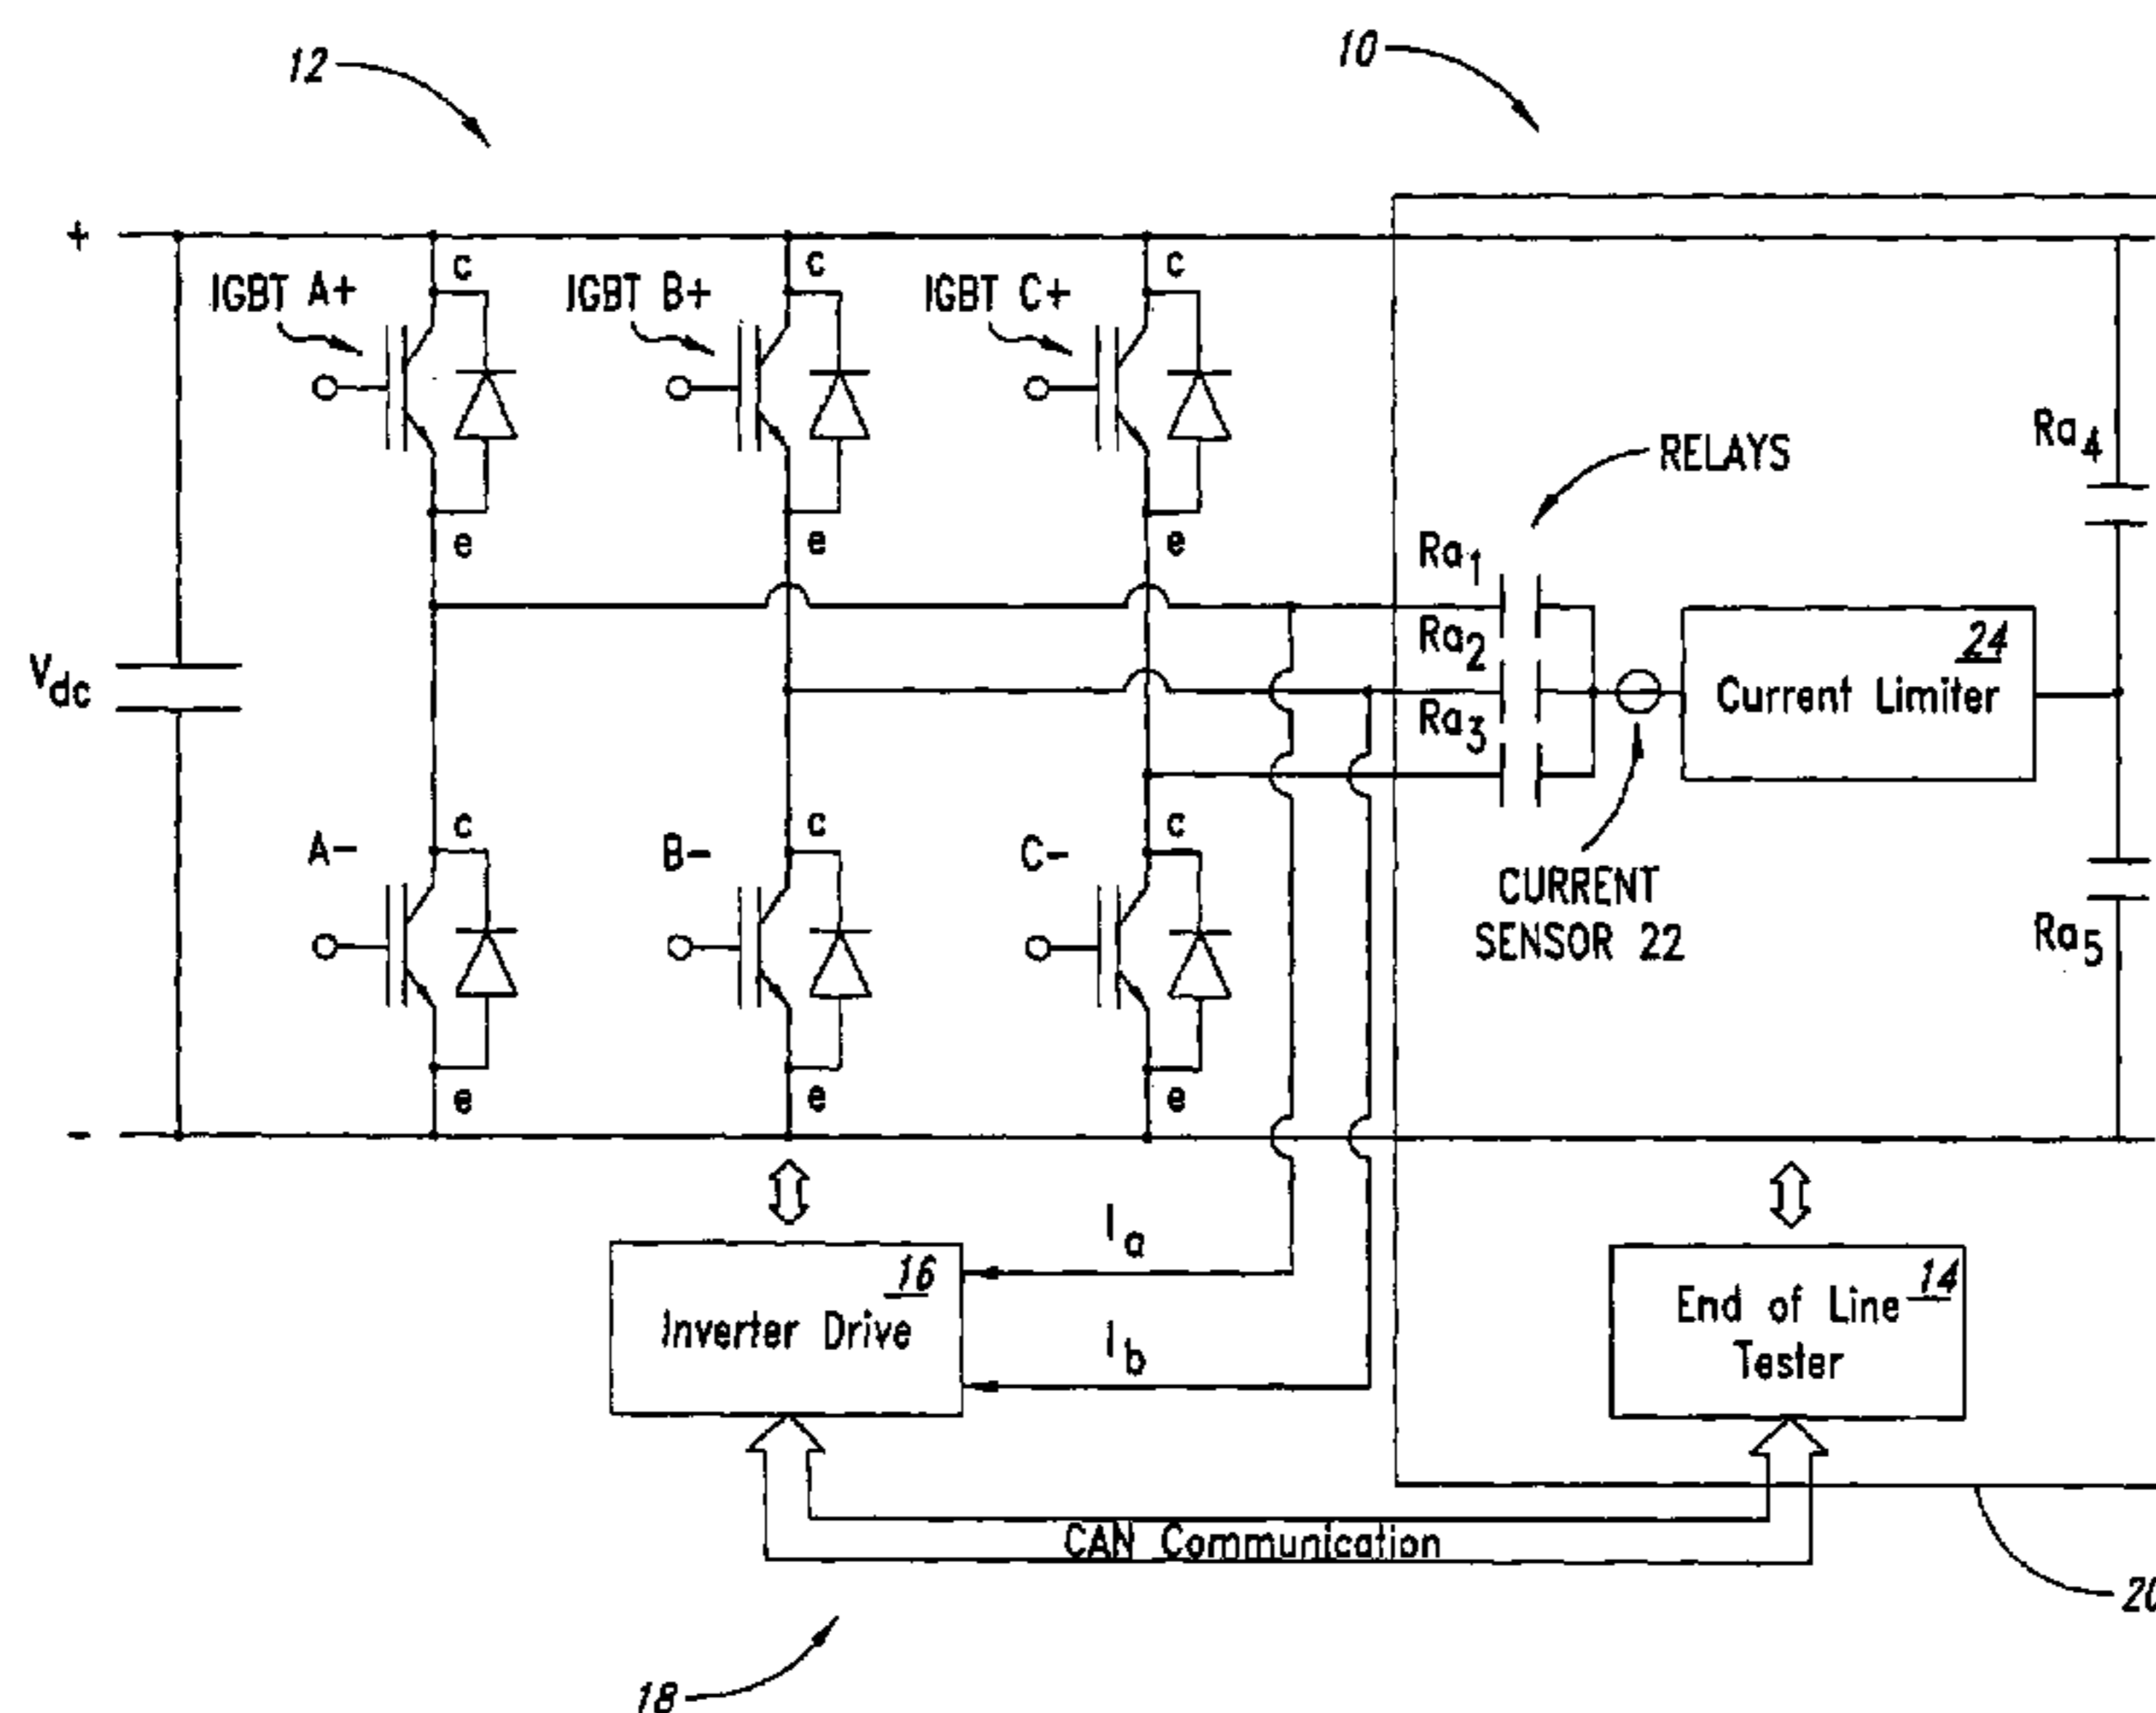 12
10
+
c
c
c
IGBT A+
IGBT B+
IGBT C+
Ra4
RELAYS
e
e
e
Ra1
Ra2
24
Vdc
Current Limiter
Ra3
c
c
c
A-
B-
C-
CURRENT
SENSOR 22
Ra5
e
e
e
-
Ia
16
14
Inverter Drive
End of Line
Tester
Ib
CAN Communication
20
18